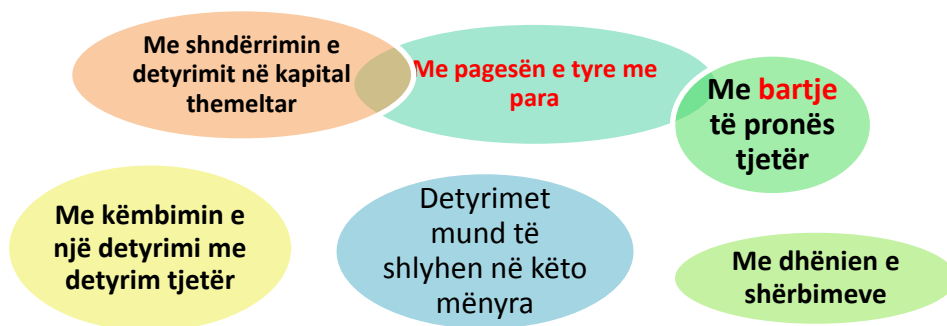 Me shndërrimin e
detyrimit në kapital
themeltar
Me pagesën e tyre me
para
Me bartje
të pronës
tjetër
Me këmbimin e
një detyrimi me
detyrim tjetër
Detyrimet
mund të
shlyhen në këto
mënyra
Me dhënien e
shërbimeve